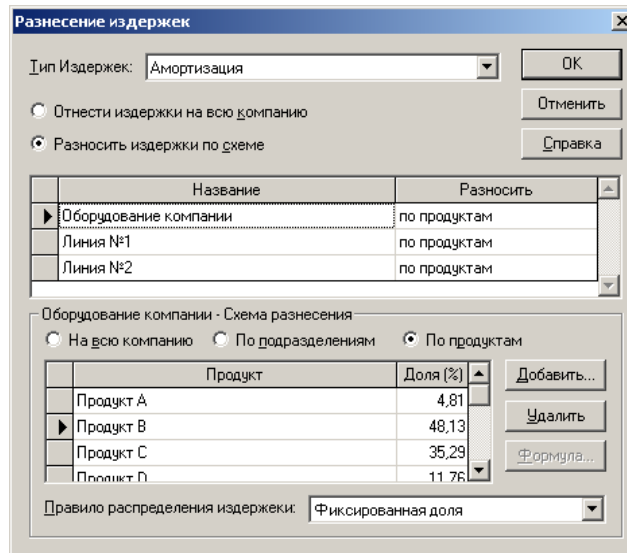 Разнесение издержек
Тип Издержек: Амортизация
OK
Отнести издержки на всю компанию
Отменить
Разносить издержки по схеме
Справка
Название Разносить
Оборудование компании по продуктам
Линия №1 по продуктам
Линия №2 по продуктам
Оборудование компании - Схема разнесения
На всю компанию По подразделениям По продуктам
Продукт Доля (%)
Добавить...
Продукт A 4,81
Удалить
Продукт B 48,13
Продукт C 35,29
Формула...
Продукт D 11,76
Правило распределения издержеки: Фиксированная доля